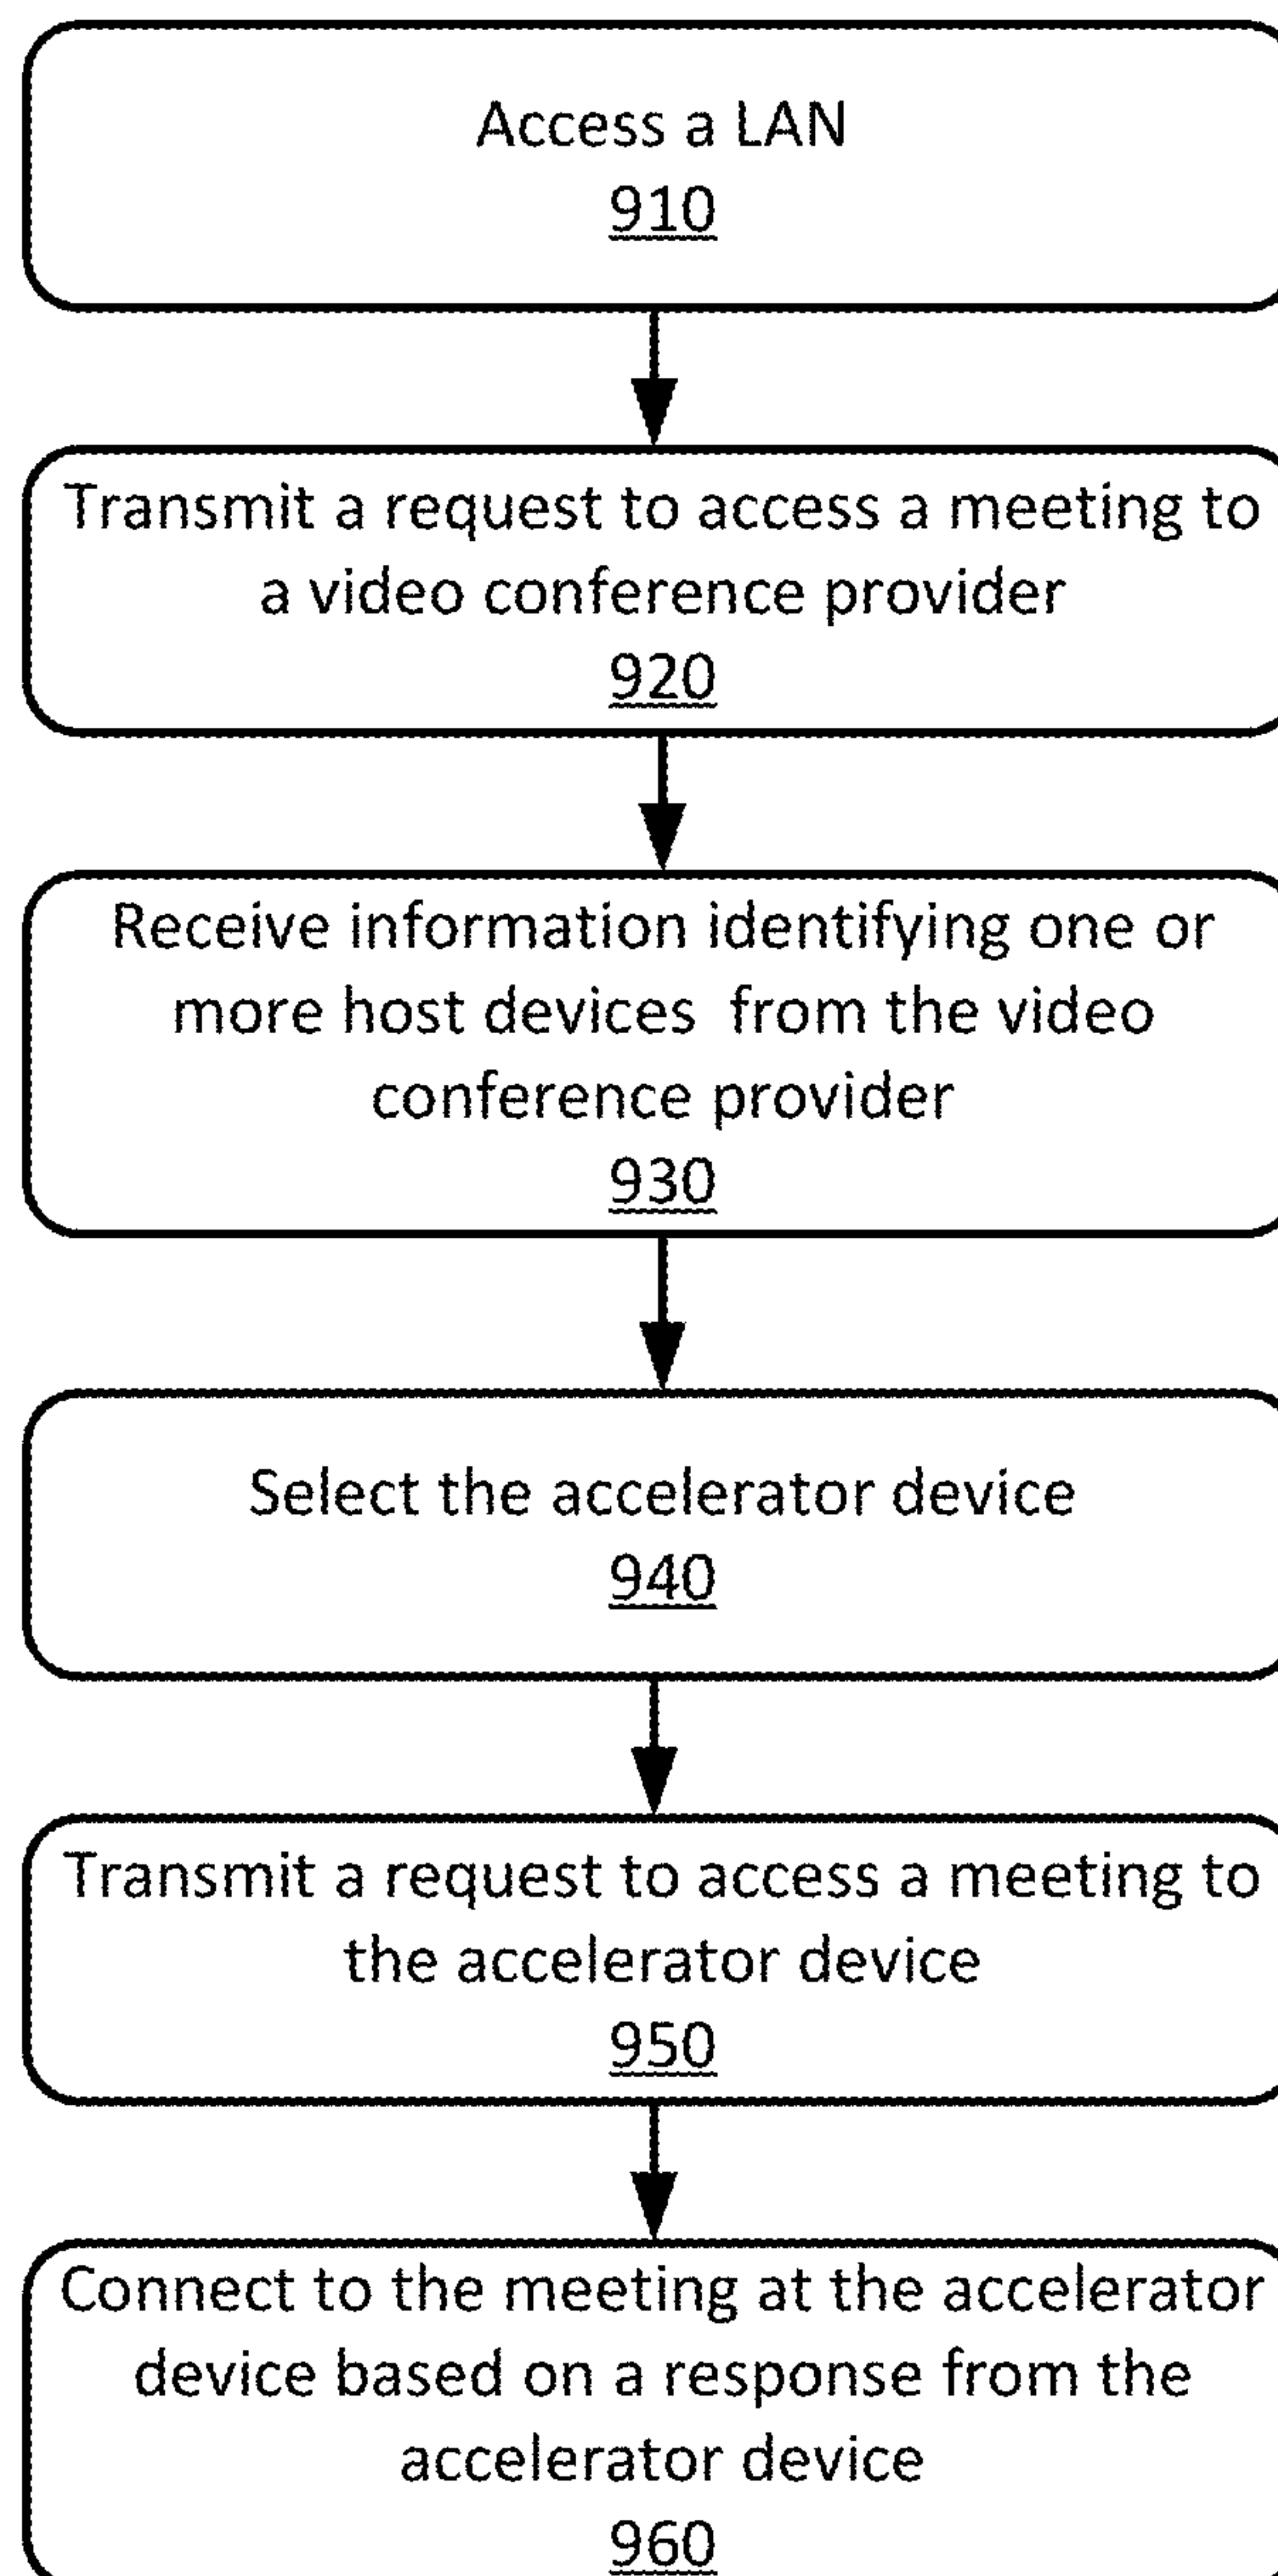 Access a LAN
910
Transmit a request to access a meeting to
a video conference provider
920
Receive information identifying one or
more host devices from the video
conference provider
930
Select the accelerator device
940
Transmit a request to access a meeting to
the accelerator device
950
Connect to the meeting at the accelerator
device based on a response from the
accelerator device
960